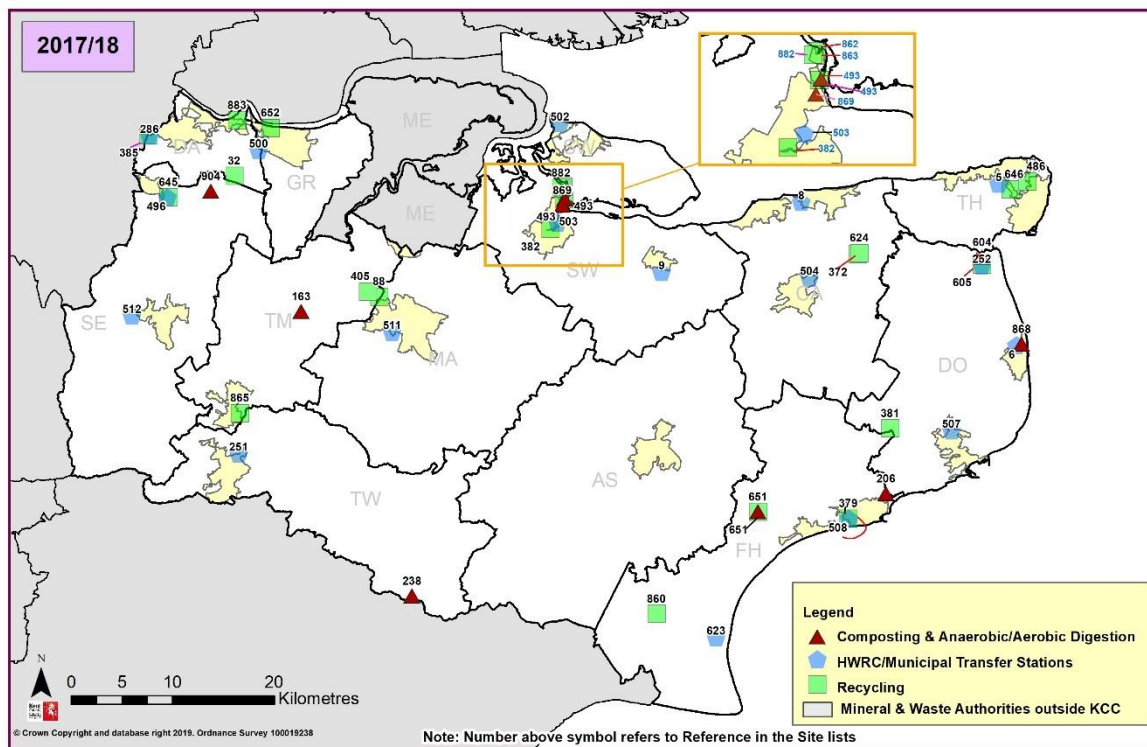 2017/18
862
882
863
493
493
869
503
382
ME
883
652
502
286
DA
385
500
32
GR
882
486
5
646
645
904
869
TH
496
ME
493
8
493
503
382
624
604
SW
252
405
504
372
605
88
9
163
CA
512
TM
SE
511
868
MA
6
DO
865
381
507
251
AS
206
TW
651
379
651
508
FH
238
860
623
Legend
Composting & Anaerobic/Aerobic Digestion
HWRC/Municipal Transfer Stations
Recycling
Mineral & Waste Authorities outside KCC
N
0 5 10 20
Kilometres
© Crown Copyright and database right 2019. Ordnance Survey 100019238
Note: Number above symbol refers to Reference in the Site lists